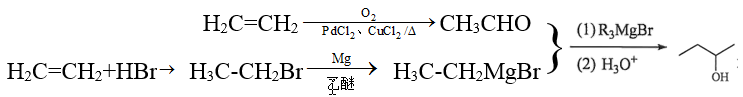 H₂C=CH₂ O₂ PdCl₂、CuCl₂/Δ CH₃CHO
H₂C=CH₂+HBr→ H₃C-CH₂Br Mg 乙醚 H₃C-CH₂MgBr
(1) R₃MgBr
(2) H₃O⁺
OH